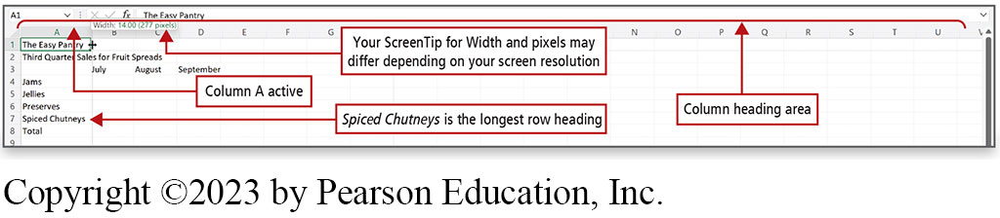 A1 fx The Easy Pantry
Width: 14.00 (277 pixels)
A B C D E F G N O P Q R S T U
1 The Easy Pantry
2 Third Quarter Sales for Fruit Spreads
3 July August September
4 Jams
5 Jellies
6 Preserves
7 Spiced Chutneys
8 Total
9
Your ScreenTip for Width and pixels may
differ depending on your screen resolution
Column A active
Column heading area
Spiced Chutneys is the longest row heading
Copyright ©2023 by Pearson Education, Inc.